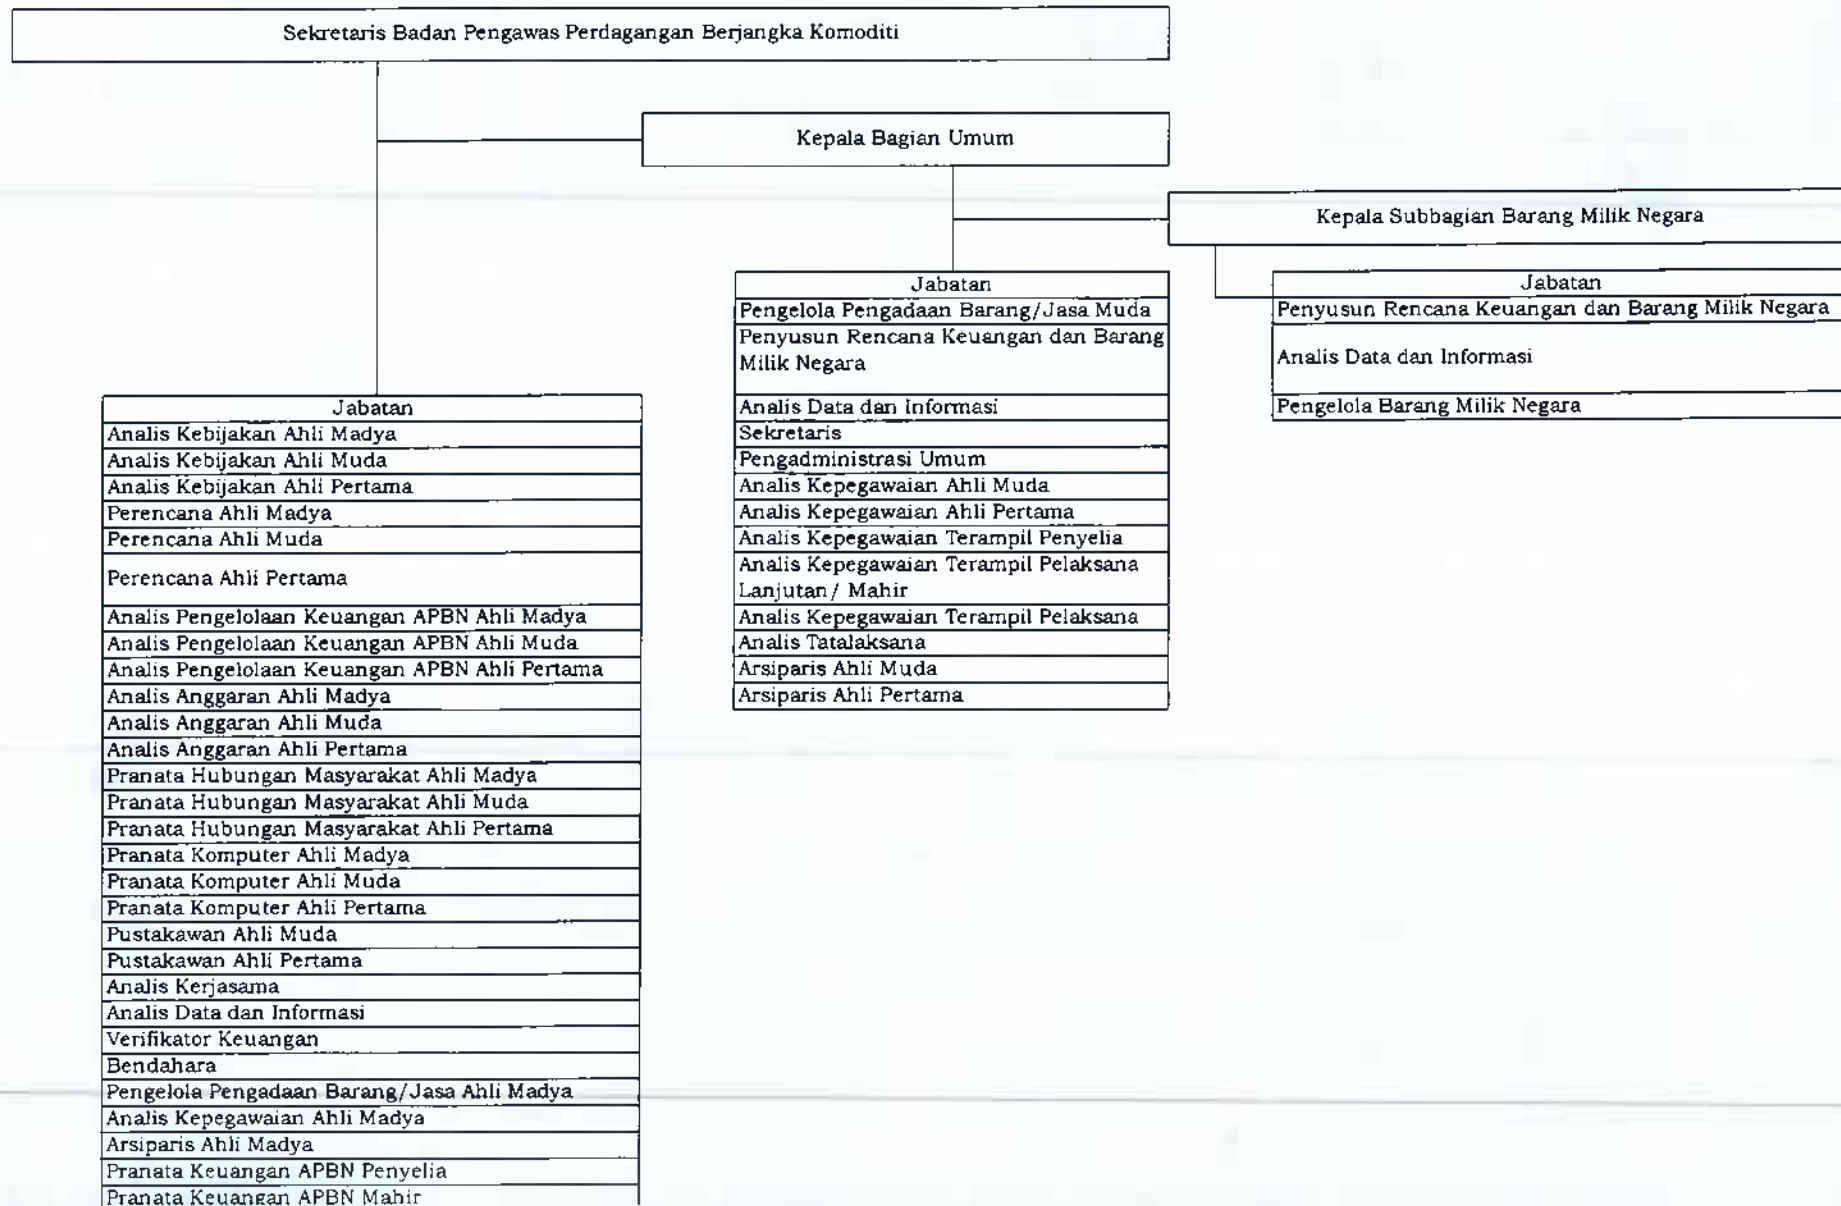 Sekretaris Badan Pengawas Perdagangan Berjangka Komoditi
Kepala Bagian Umum
Kepala Subbagian Barang Milik Negara
Jabatan
Penyusun Rencana Keuangan dan Barang Milik Negara
Analis Data dan Informasi
Pengelola Barang Milik Negara
Jabatan
Pengelola Pengadaan Barang/Jasa Muda
Penyusun Rencana Keuangan dan Barang
Milik Negara
Analis Data dan Informasi
Sekretaris
Pengadministrasi Umum
Analis Kepegawaian Ahli Muda
Analis Kepegawaian Ahli Pertama
Analis Kepegawaian Terampil Penyelia
Analis Kepegawaian Terampil Pelaksana
Lanjutan/ Mahir
Analis Kepegawaian Terampil Pelaksana
Analis Tatalaksana
Arsiparis Ahli Muda
Arsiparis Ahli Pertama
Jabatan
Analis Kebijakan Ahli Madya
Analis Kebijakan Ahli Muda
Analis Kebijakan Ahli Pertama
Perencana Ahli Madya
Perencana Ahli Muda
Perencana Ahli Pertama
Analis Pengelolaan Keuangan APBN Ahli Madya
Analis Pengelolaan Keuangan APBN Ahli Muda
Analis Pengelolaan Keuangan APBN Ahli Pertama
Analis Anggaran Ahli Madya
Analis Anggaran Ahli Muda
Analis Anggaran Ahli Pertama
Pranata Hubungan Masyarakat Ahli Madya
Pranata Hubungan Masyarakat Ahli Muda
Pranata Hubungan Masyarakat Ahli Pertama
Pranata Komputer Ahli Madya
Pranata Komputer Ahli Muda
Pranata Komputer Ahli Pertama
Pustakawan Ahli Muda
Pustakawan Ahli Pertama
Analis Kerjasama
Analis Data dan Informasi
Verifikator Keuangan
Bendahara
Pengelola Pengadaan Barang/Jasa Ahli Madya
Analis Kepegawaian Ahli Madya
Arsiparis Ahli Madya
Pranata Keuangan APBN Penyelia
Pranata Keuangan APBN Mahir